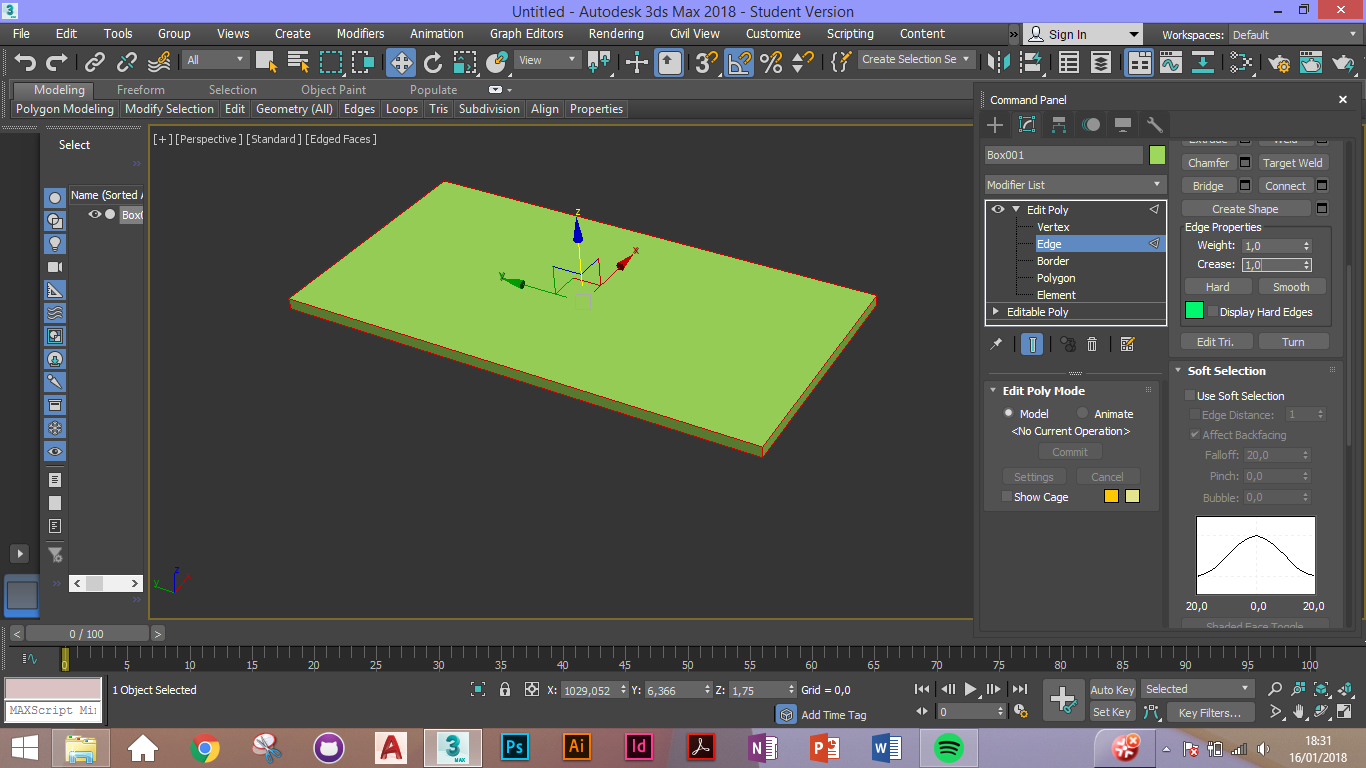 Untitled - Autodesk 3ds Max 2018 - Student Version
File Edit Tools Group Views Create Modifiers Animation Graph Editors Rendering Civil View Customize Scripting Content » Sign In Workspaces: Default
All View Create Selection Se
Modeling Freeform Selection Object Paint Populate
Polygon Modeling Modify Selection Edit Geometry (All) Edges Loops Tris Subdivision Align Properties
Select
Name (Sorted A
Box0
[+] [Perspective ] [Standard ] [Edged Faces ]
z
x
y
z
y
Command Panel
Box001
Modifier List
Edit Poly
Vertex
Edge
Border
Polygon
Element
Editable Poly
Edit Poly Mode
Model Animate
<No Current Operation>
Commit
Settings Cancel
Show Cage
Extrude Weld
Chamfer Target Weld
Bridge Connect
Create Shape
Edge Properties
Weight: 1,0
Crease: 1,0
Hard Smooth
Display Hard Edges
Edit Tri. Turn
Soft Selection
Use Soft Selection
Edge Distance: 1
Affect Backfacing
Falloff: 20,0
Pinch: 0,0
Bubble: 0,0
20,0 0,0 20,0
Shaded Face Toggle
< 0 / 100 >
0 5 10 15 20 25 30 35 40 45 50 55 60 65 70 75 80 85 90 95 100
MAXScript Mi
1 Object Selected X: 1029,052 Y: 6,366 Z: 1,75 Grid = 0,0
Add Time Tag
0
Auto Key Selected
Set Key Key Filters...
A 3 MAX Ps Ai Id N P W
18:31
16/01/2018